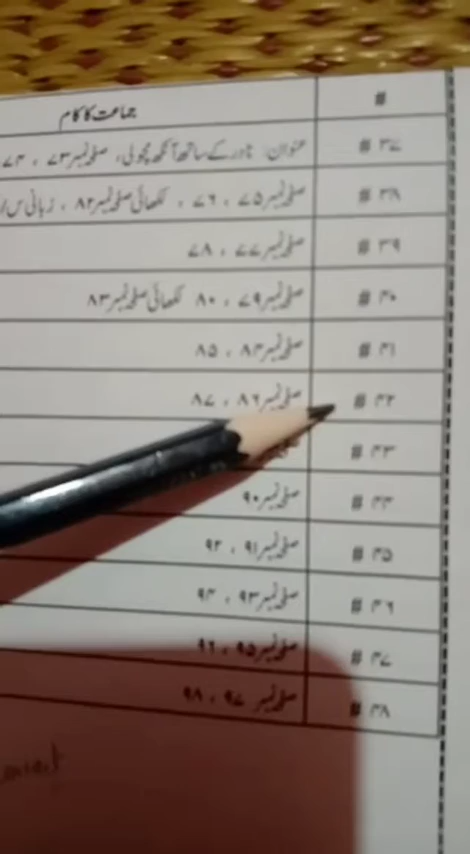 # جماعت کا کام
# ۳۷ عنوان: نادر کے ساتھ آنکھ مچولی، صفحہ نمبر ۷۳ ، ۷۴
# ۳۸ صفحہ نمبر ۷۵ ، ۷۶ ، لکھائی صفحہ نمبر ۸۲ ، زبانی
# ۳۹ صفحہ نمبر ۷۷ ، ۷۸
# ۴۰ صفحہ نمبر ۷۹ ، ۸۰ لکھائی صفحہ نمبر ۸۳
# ۴۱ صفحہ نمبر ۸۴ ، ۸۵
# ۴۲ صفحہ نمبر ۸۶ ، ۸۷
# ۴۳
# ۴۴ صفحہ نمبر ۹۰
# ۴۵ صفحہ نمبر ۹۱ ، ۹۲
# ۴۶ صفحہ نمبر ۹۳ ، ۹۴
# ۴۷ صفحہ نمبر ۹۵ ، ۹۶
# ۴۸ صفحہ نمبر ۹۷ ، ۹۸